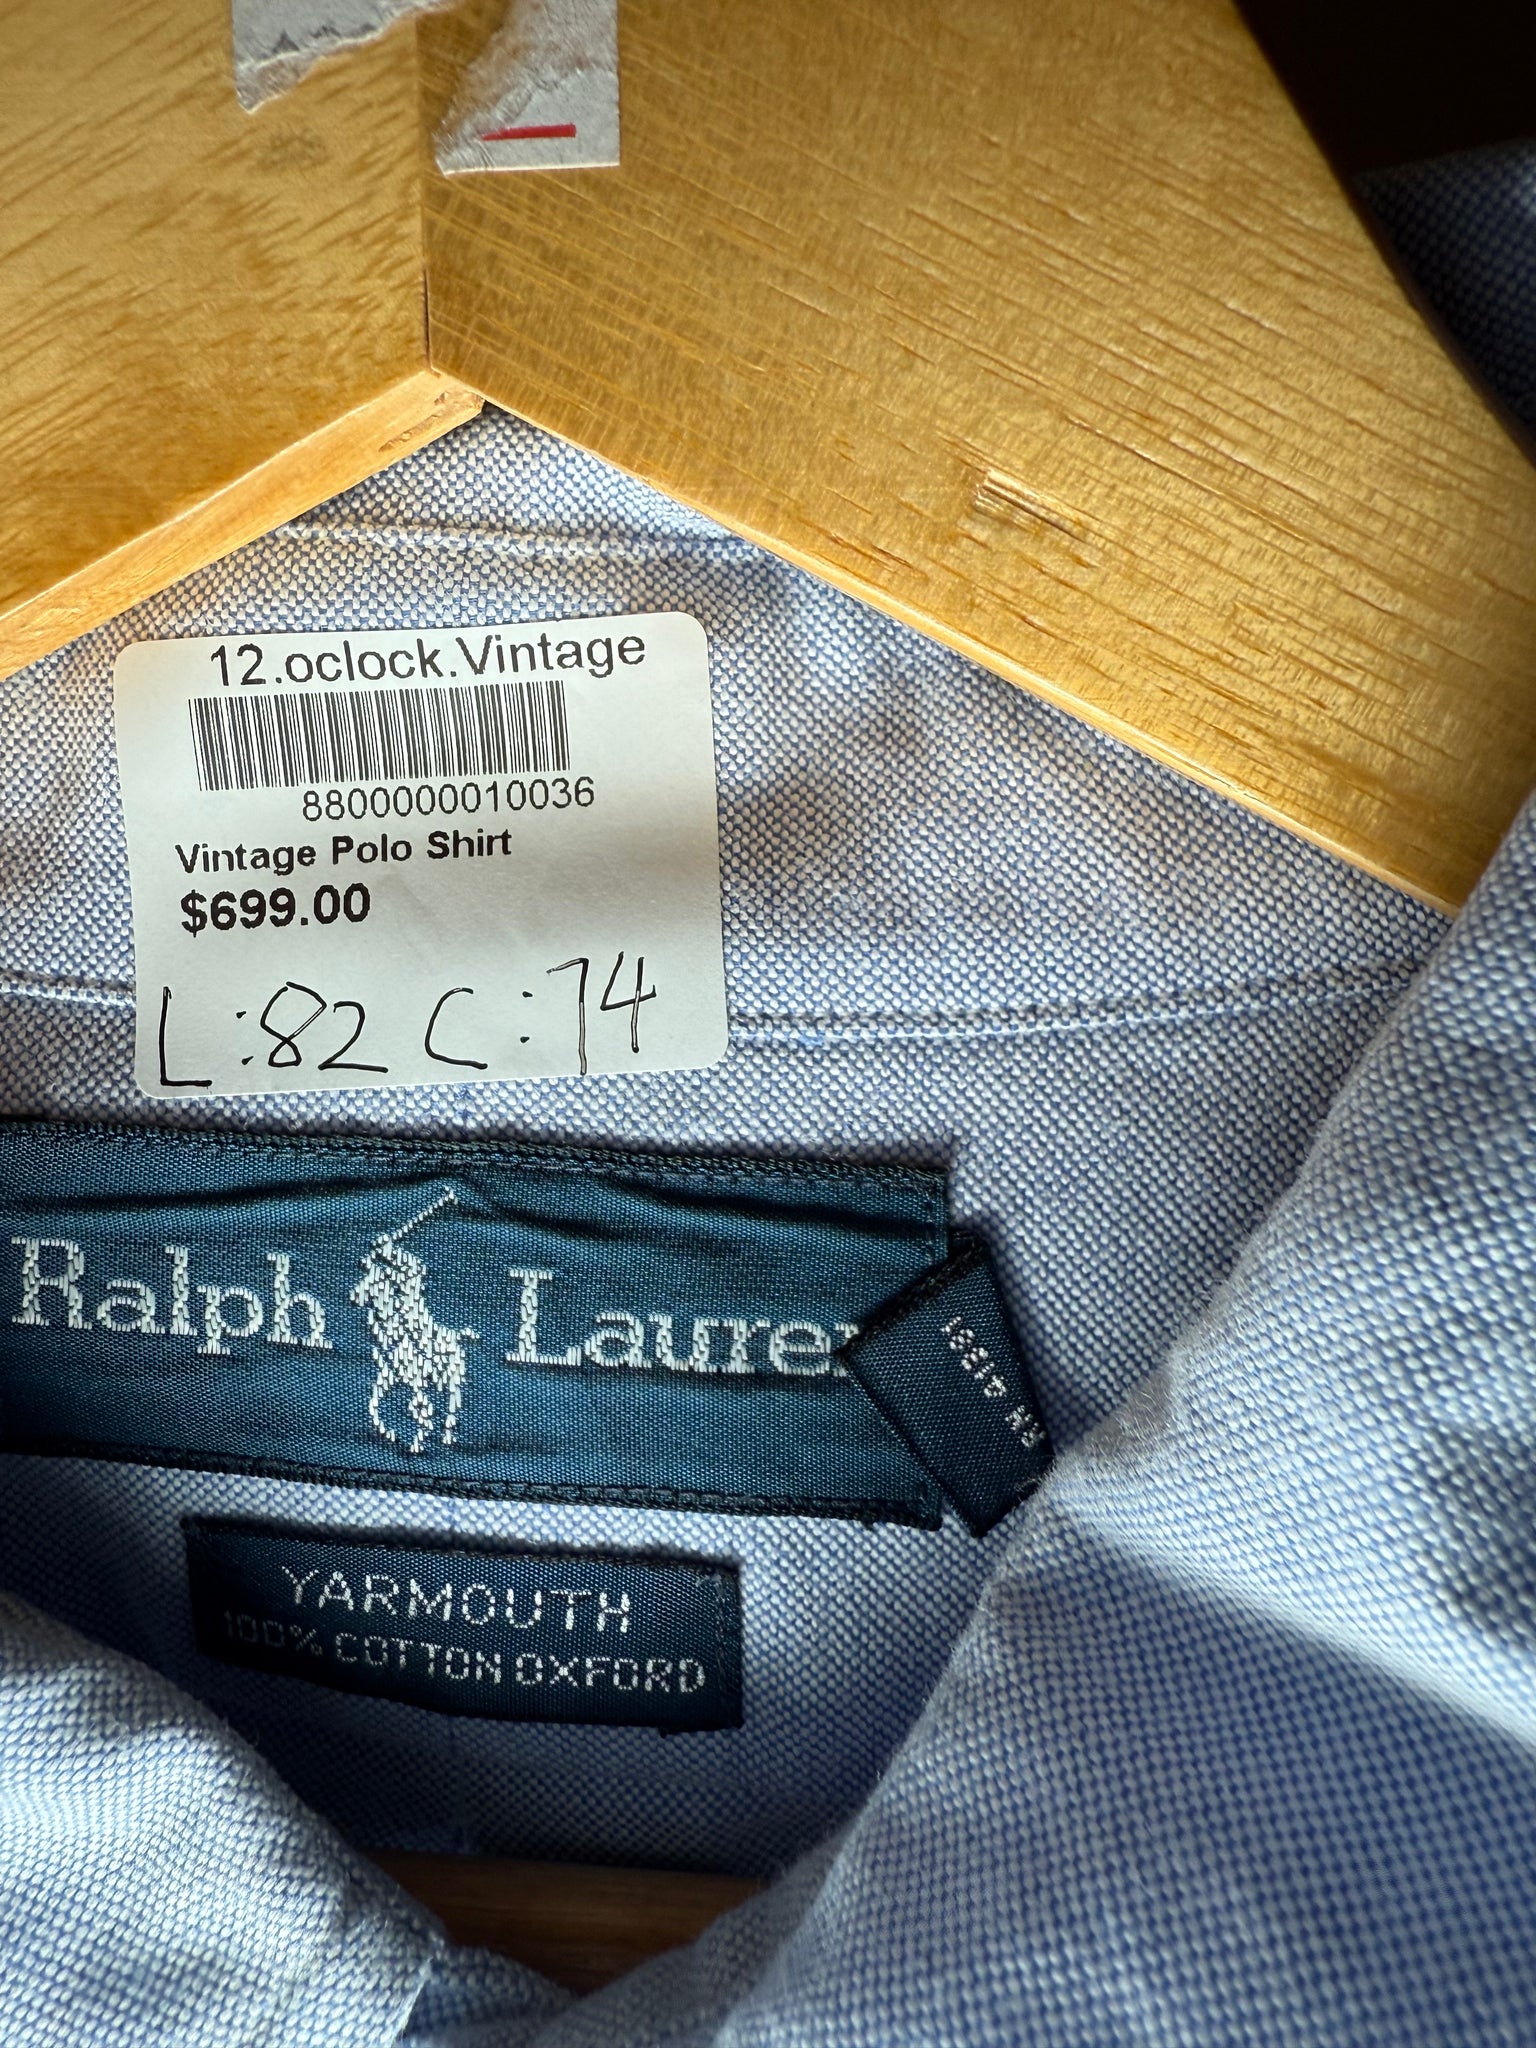 12.oclock.Vintage
8800000010036
Vintage Polo Shirt
$699.00
L:82 C:74
Ralph Lauren
YARMOUTH
100% COTTON OXFORD